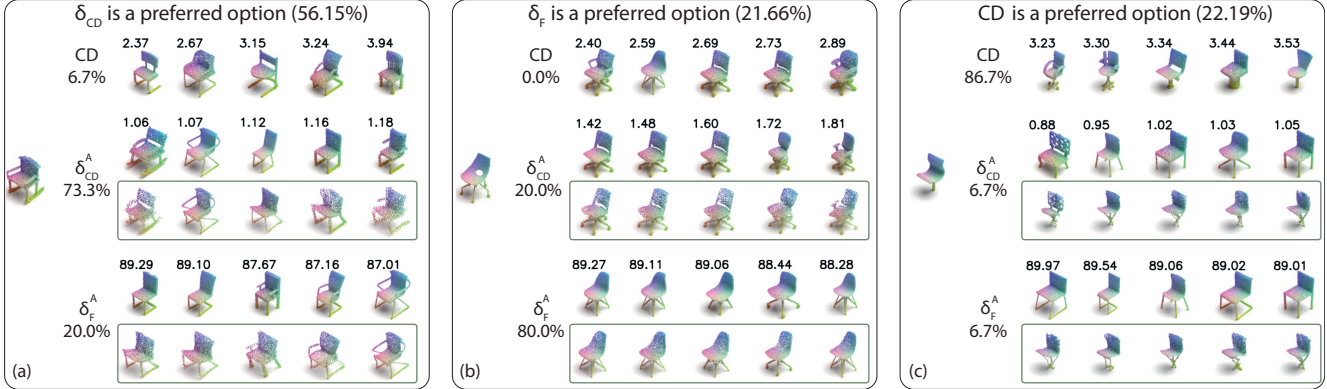 δCD is a preferred option (56.15%)
CD
6.7%
2.37 2.67 3.15 3.24 3.94
δCD^A
73.3%
1.06 1.07 1.12 1.16 1.18
δF^A
20.0%
89.29 89.10 87.67 87.16 87.01
(a)
δF is a preferred option (21.66%)
CD
0.0%
2.40 2.59 2.69 2.73 2.89
δCD^A
20.0%
1.42 1.48 1.60 1.72 1.81
δF^A
80.0%
89.27 89.11 89.06 88.44 88.28
(b)
CD is a preferred option (22.19%)
CD
86.7%
3.23 3.30 3.34 3.44 3.53
δCD^A
6.7%
0.88 0.95 1.02 1.03 1.05
δF^A
6.7%
89.97 89.54 89.06 89.02 89.01
(c)